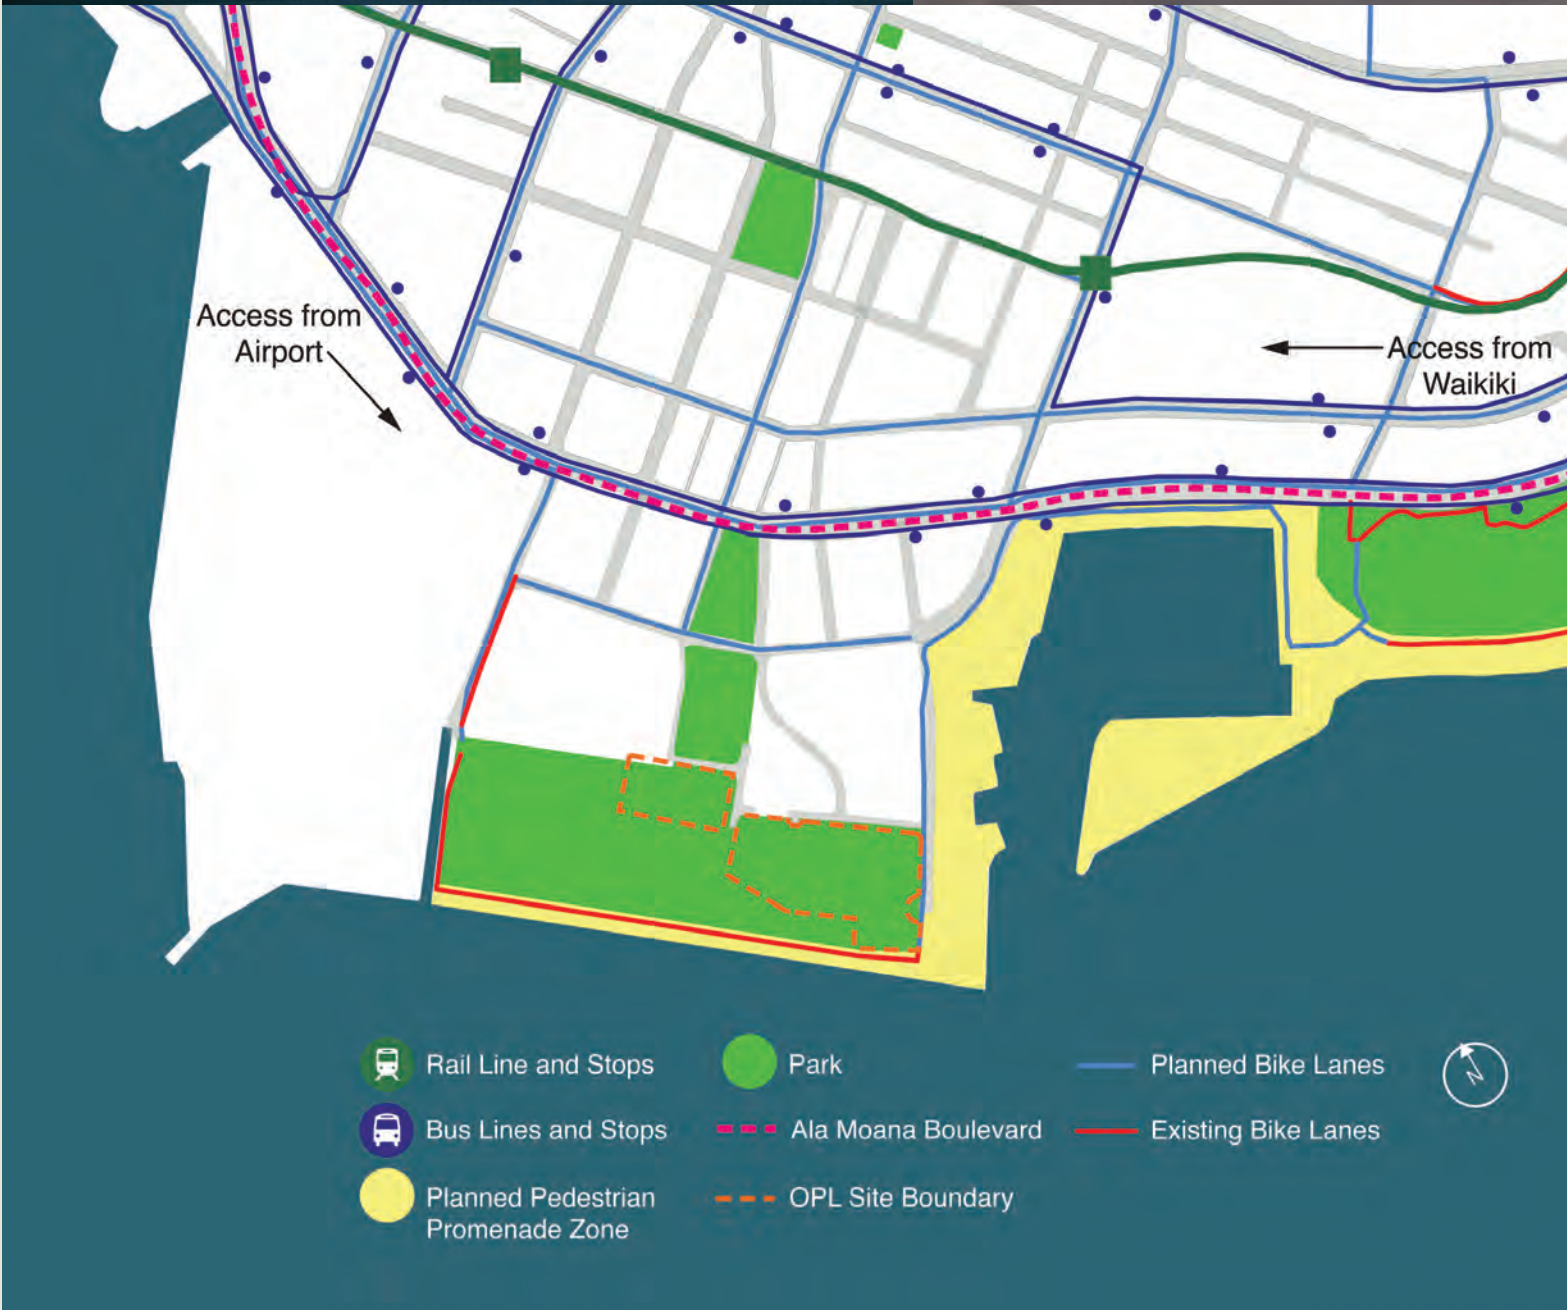 Access from
Airport
Access from
Waikiki
Rail Line and Stops
Park
Planned Bike Lanes
N
Bus Lines and Stops
Ala Moana Boulevard
Existing Bike Lanes
Planned Pedestrian
Promenade Zone
OPL Site Boundary